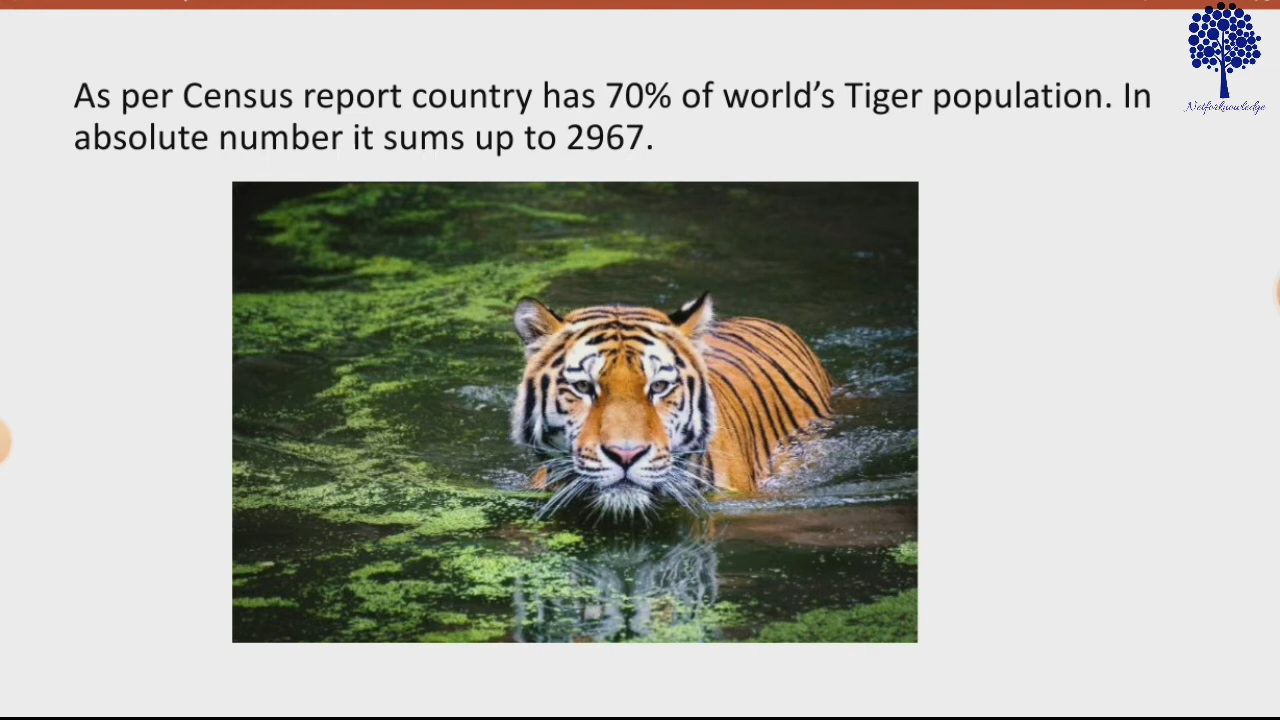 As per Census report country has 70% of world’s Tiger population. In
absolute number it sums up to 2967.
Netforknowledge